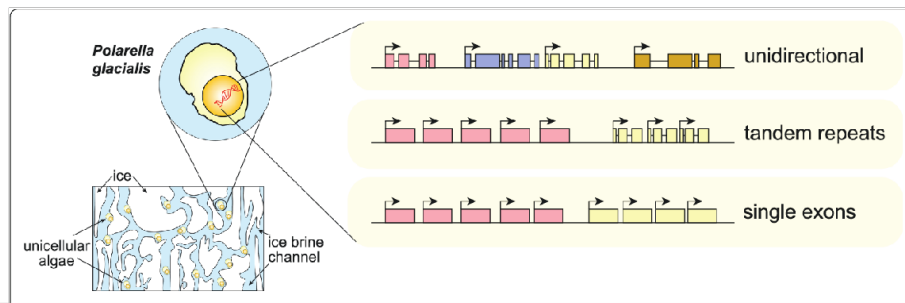 Polarella
glacialis
unidirectional
tandem repeats
single exons
ice
unicellular
algae
ice brine
channel